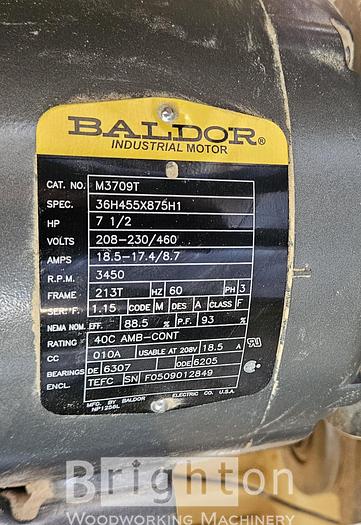 BALDOR®
INDUSTRIAL MOTOR
CAT. NO. M3709T
SPEC. 36H455X875H1
HP 7 1/2
VOLTS 208-230/460
AMPS 18.5-17.4/8.7
R.P.M. 3450
FRAME 213T HZ 60 PH 3
SER. F. 1.15 CODE M DES A CLASS F
NEMA NOM. EFF. 88.5 % P.F. 93 %
RATING 40C AMB-CONT
CC 010A USABLE AT 208V 18.5 A
BEARINGS DE 6307 ODE 6205
ENCL. TEFC SN F0509012849
MFG. BY BALDOR ELECTRIC CO. U.S.A.
NP1256L
Brighton
WOODWORKING MACHINERY